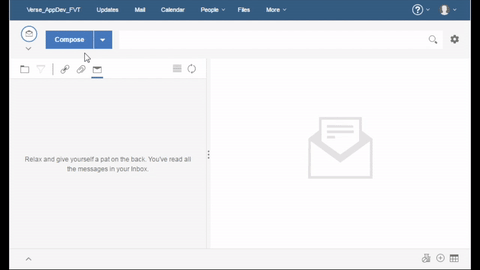 Verse_AppDev_FVT Updates Mail Calendar People Files More ?
Compose
Relax and give yourself a pat on the back. You've read all
the messages in your Inbox.